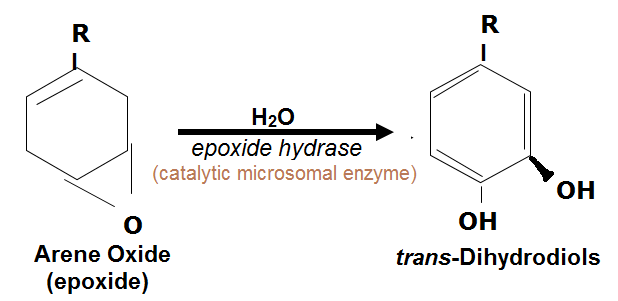 R
O
Arene Oxide
(epoxide)
H₂O
epoxide hydrase
(catalytic microsomal enzyme)
R
OH
OH
trans-Dihydrodiols